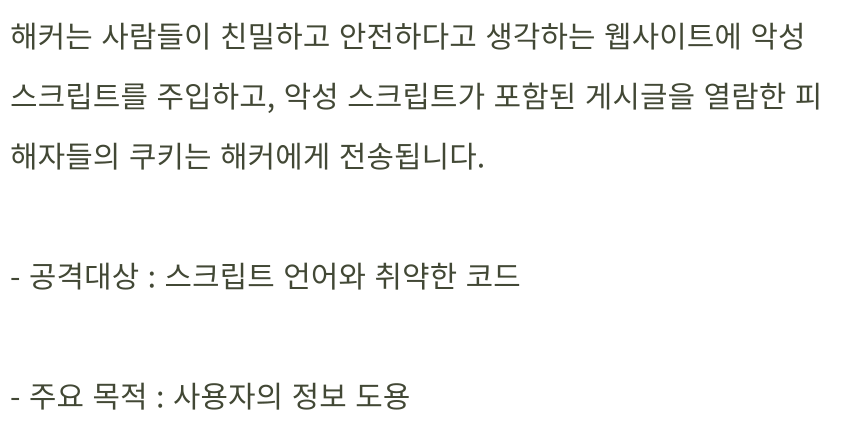 해커는 사람들이 친밀하고 안전하다고 생각하는 웹사이트에 악성
스크립트를 주입하고, 악성 스크립트가 포함된 게시글을 열람한 피
해자들의 쿠키는 해커에게 전송됩니다.
- 공격대상 : 스크립트 언어와 취약한 코드
- 주요 목적 : 사용자의 정보 도용